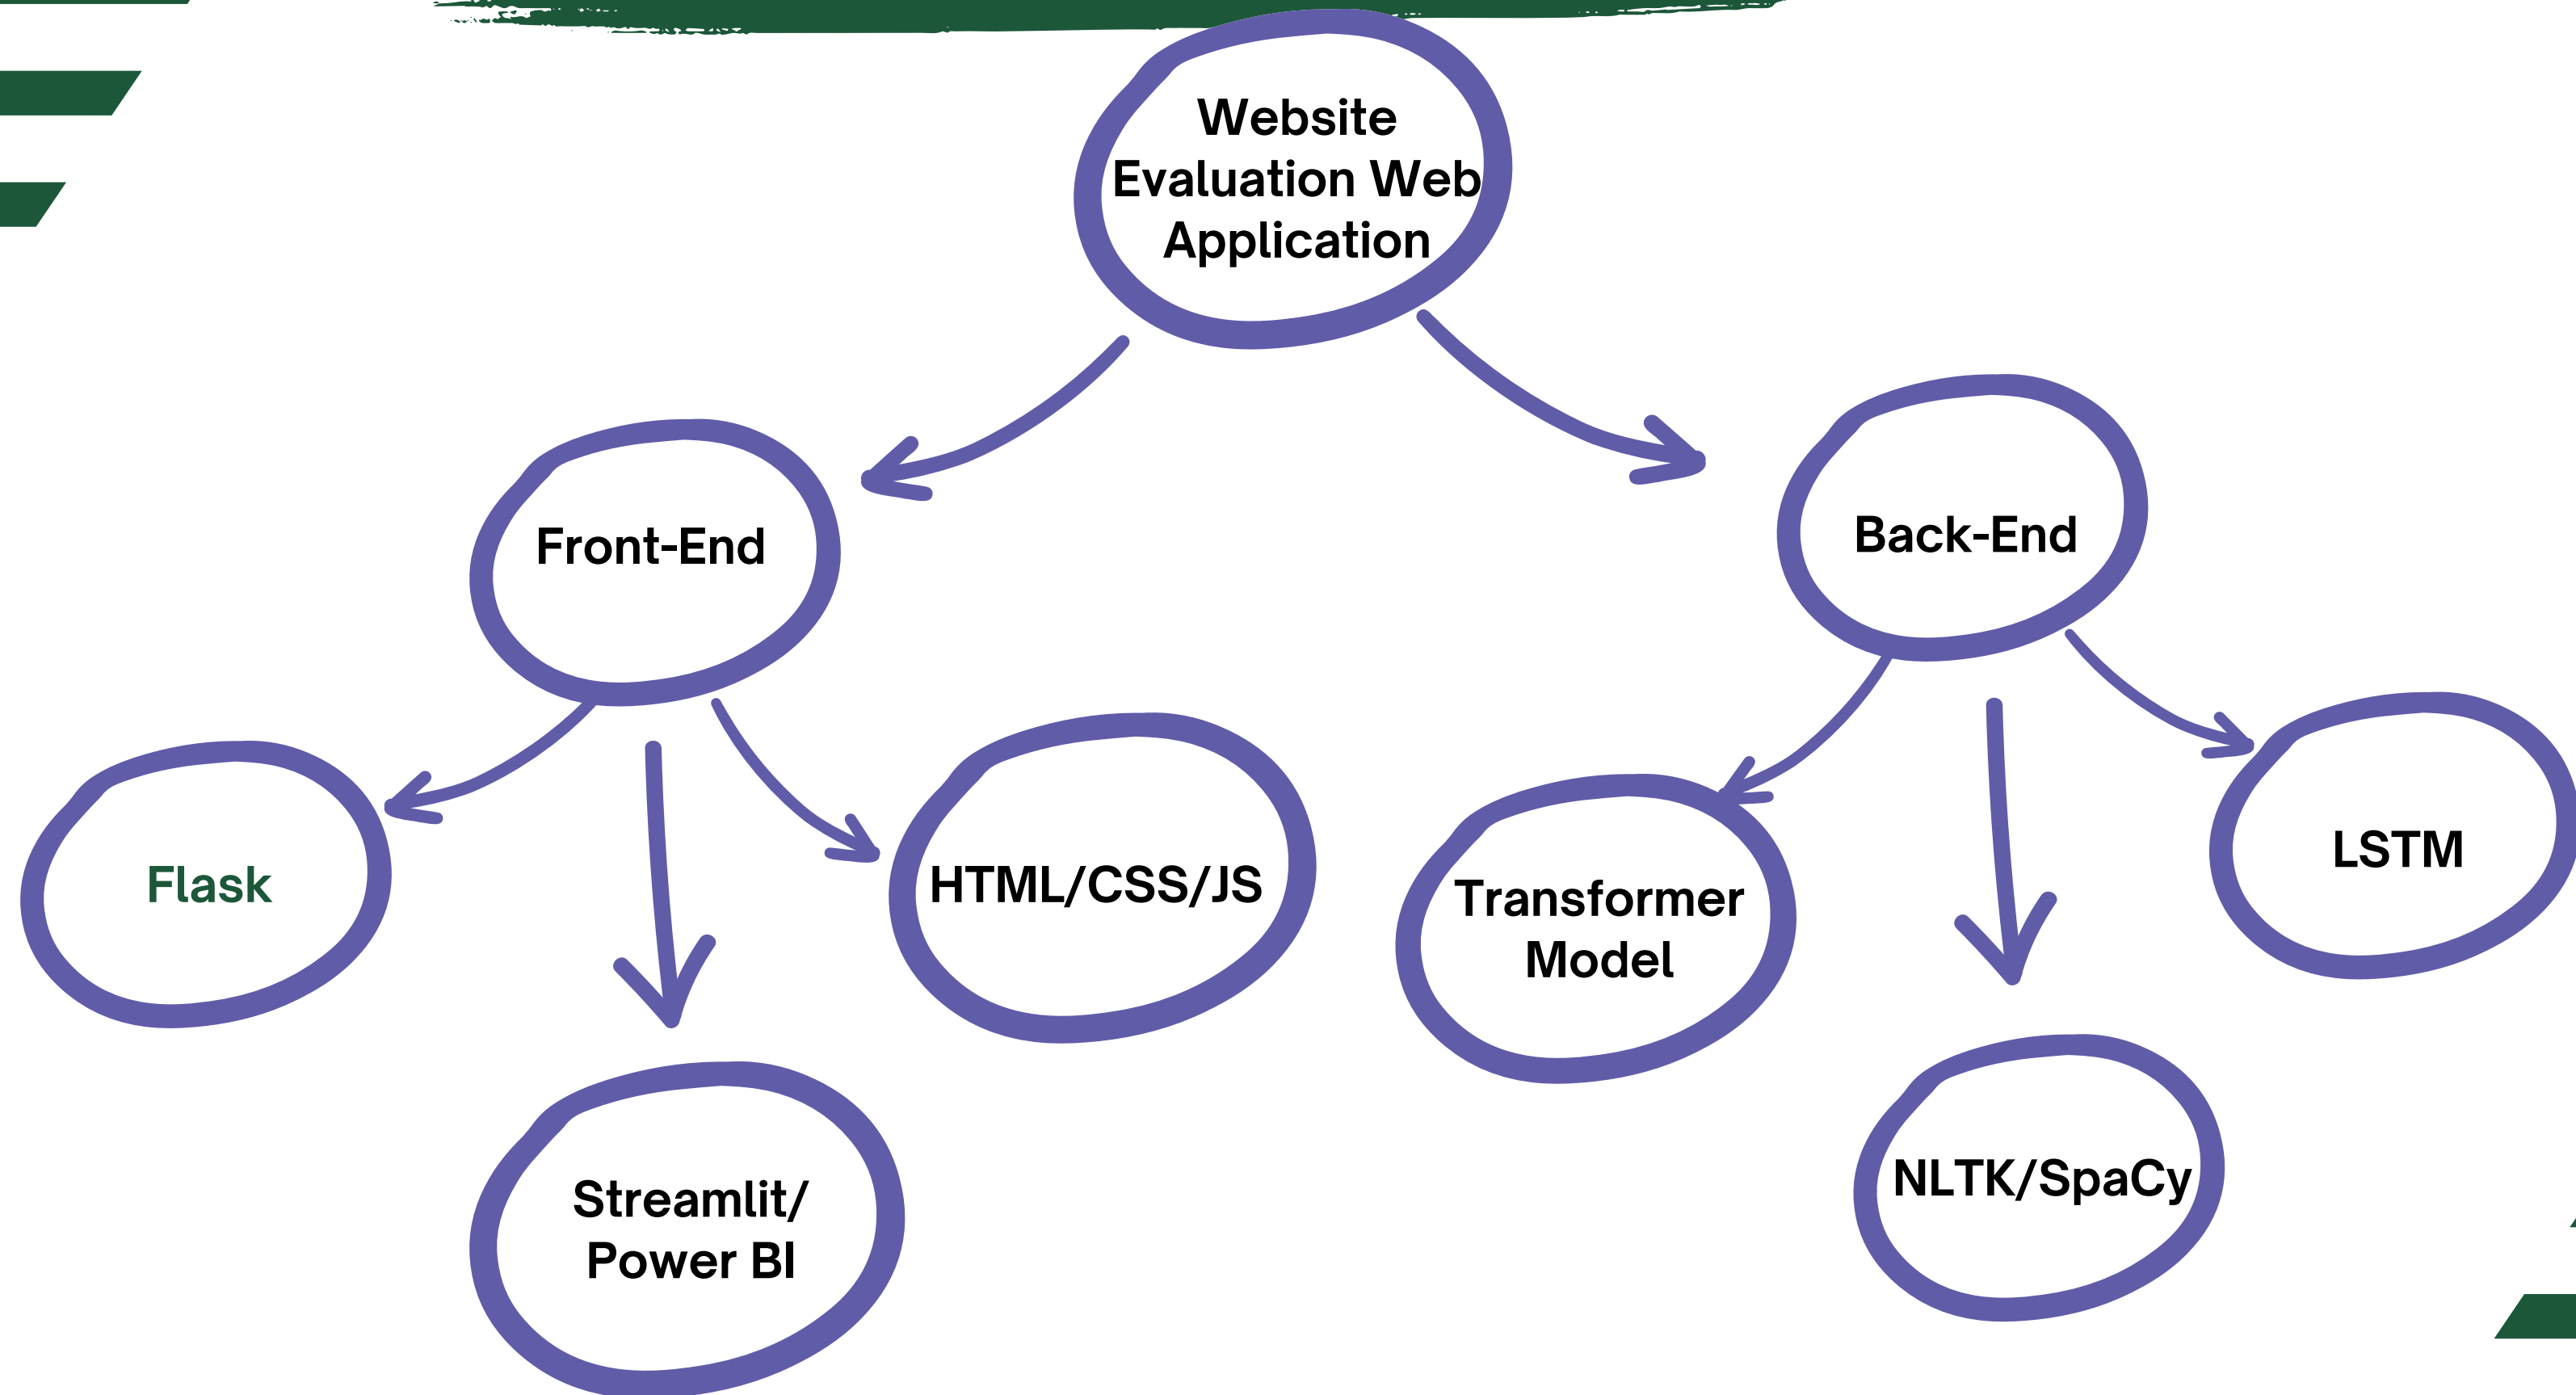 Website
Evaluation Web
Application
Front-End
Back-End
Flask
HTML/CSS/JS
Transformer
Model
LSTM
Streamlit/
Power BI
NLTK/SpaCy